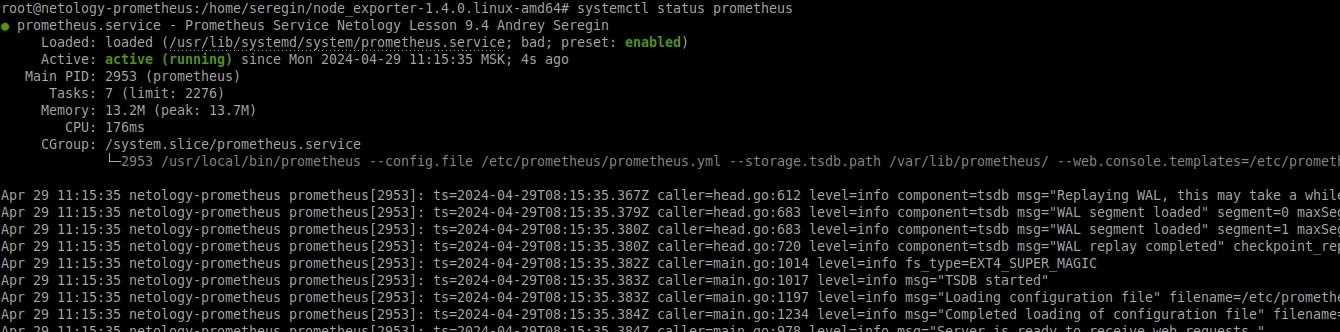 root@netology-prometheus:/home/seregin/node_exporter-1.4.0.linux-amd64# systemctl status prometheus
● prometheus.service - Prometheus Service Netology Lesson 9.4 Andrey Seregin
Loaded: loaded (/usr/lib/systemd/system/prometheus.service; bad; preset: enabled)
Active: active (running) since Mon 2024-04-29 11:15:35 MSK; 4s ago
Main PID: 2953 (prometheus)
Tasks: 7 (limit: 2276)
Memory: 13.2M (peak: 13.7M)
CPU: 176ms
CGroup: /system.slice/prometheus.service
└─2953 /usr/local/bin/prometheus --config.file /etc/prometheus/prometheus.yml --storage.tsdb.path /var/lib/prometheus/ --web.console.templates=/etc/prometh
Apr 29 11:15:35 netology-prometheus prometheus[2953]: ts=2024-04-29T08:15:35.367Z caller=head.go:612 level=info component=tsdb msg="Replaying WAL, this may take a while
Apr 29 11:15:35 netology-prometheus prometheus[2953]: ts=2024-04-29T08:15:35.379Z caller=head.go:683 level=info component=tsdb msg="WAL segment loaded" segment=0 maxSeg
Apr 29 11:15:35 netology-prometheus prometheus[2953]: ts=2024-04-29T08:15:35.380Z caller=head.go:683 level=info component=tsdb msg="WAL segment loaded" segment=1 maxSeg
Apr 29 11:15:35 netology-prometheus prometheus[2953]: ts=2024-04-29T08:15:35.380Z caller=head.go:720 level=info component=tsdb msg="WAL replay completed" checkpoint_rep
Apr 29 11:15:35 netology-prometheus prometheus[2953]: ts=2024-04-29T08:15:35.382Z caller=main.go:1014 level=info fs_type=EXT4_SUPER_MAGIC
Apr 29 11:15:35 netology-prometheus prometheus[2953]: ts=2024-04-29T08:15:35.382Z caller=main.go:1017 level=info msg="TSDB started"
Apr 29 11:15:35 netology-prometheus prometheus[2953]: ts=2024-04-29T08:15:35.382Z caller=main.go:1197 level=info msg="Loading configuration file" filename=/etc/promethe
Apr 29 11:15:35 netology-prometheus prometheus[2953]: ts=2024-04-29T08:15:35.384Z caller=main.go:1234 level=info msg="Completed loading of configuration file" filename=
Apr 29 11:15:35 netology-prometheus prometheus[2953]: ts=2024-04-29T08:15:35.384Z caller=main.go:978 level=info msg="Server is ready to receive web requests."